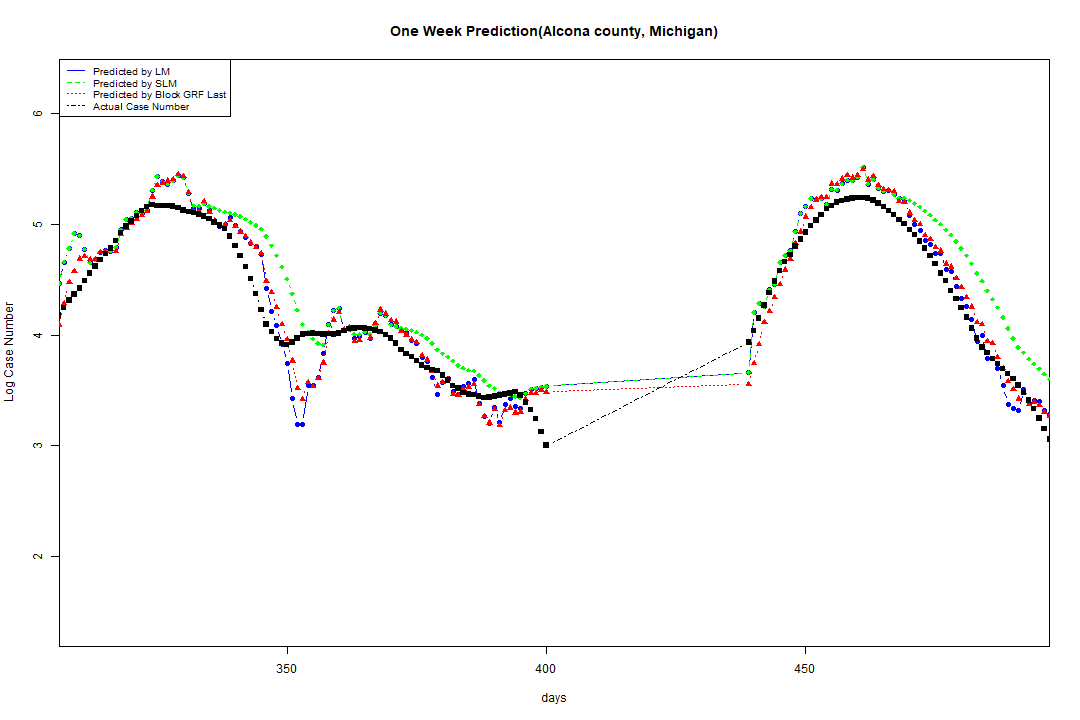 One Week Prediction(Alcona county, Michigan)
Predicted by LM
Predicted by SLM
Predicted by Block GRF Last
Actual Case Number
Log Case Number
6
5
4
3
2
350
400
450
days